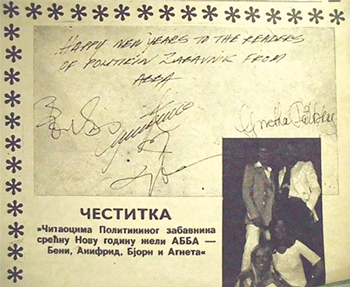 HAPPY NEW YEARS TO THE READERS
OF POLITIKIN ZABAVNIK FROM
ABBA
ЧЕСТИТКА
»Читаоцима Политикиног забавника
срећну Нову годину жели АББА —
Бени, Анифрид, Бјорн и Агнета«